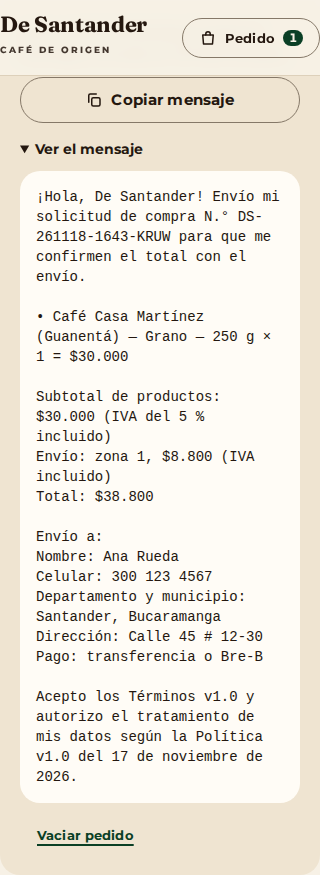 De Santander
CAFÉ DE ORIGEN
Pedido 1
Copiar mensaje
▼ Ver el mensaje
¡Hola, De Santander! Envío mi
solicitud de compra N.° DS-
261118-1643-KRUW para que me
confirmen el total con el
envío.
• Café Casa Martínez
(Guanentá) — Grano — 250 g ×
1 = $30.000
Subtotal de productos:
$30.000 (IVA del 5 %
incluido)
Envío: zona 1, $8.800 (IVA
incluido)
Total: $38.800
Envío a:
Nombre: Ana Rueda
Celular: 300 123 4567
Departamento y municipio:
Santander, Bucaramanga
Dirección: Calle 45 # 12-30
Pago: transferencia o Bre-B
Acepto los Términos v1.0 y
autorizo el tratamiento de
mis datos según la Política
v1.0 del 17 de noviembre de
2026.
Vaciar pedido